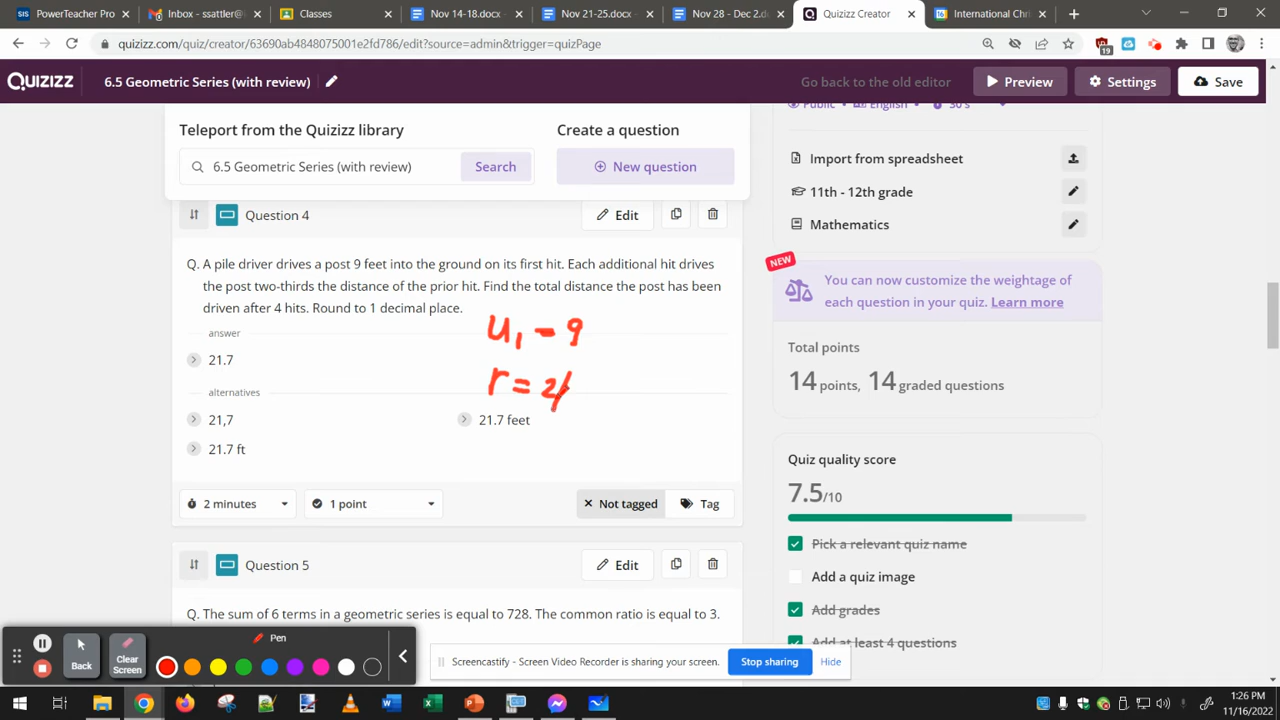 PowerTeacher Pro
M
Classes
Nov 14-18.docx
Nov 21-25.docx
Nov 28 - Dec 2.d
Quizizz Creator
International Chr
quizizz.com/quiz/creator/63690ab4848075001e2fd786/edit?source=admin&trigger=quizPage
19
Quizizz
6.5 Geometric Series (with review)
Go back to the old editor
Preview
Settings
Save
Teleport from the Quizizz library
Create a question
6.5 Geometric Series (with review)
Search
New question
Public • English • 30's
Import from spreadsheet
11th - 12th grade
Mathematics
Question 4
Edit
Q. A pile driver drives a post 9 feet into the ground on its first hit. Each additional hit drives
the post two-thirds the distance of the prior hit. Find the total distance the post has been
driven after 4 hits. Round to 1 decimal place.
u1 - 9
answer
21.7
r = 2/
alternatives
21,7
21.7 feet
21.7 ft
2 minutes
1 point
Not tagged
Tag
NEW
You can now customize the weightage of
each question in your quiz. Learn more
Total points
14 points, 14 graded questions
Quiz quality score
7.5/10
Pick a relevant quiz name
Add a quiz image
Add grades
Add at least 4 questions
Question 5
Edit
Q. The sum of 6 terms in a geometric series is equal to 728. The common ratio is equal to 3.
Pen
Back
Clear
Screen
Screencastify - Screen Video Recorder is sharing your screen.
Stop sharing
Hide
1:26 PM
11/16/2022